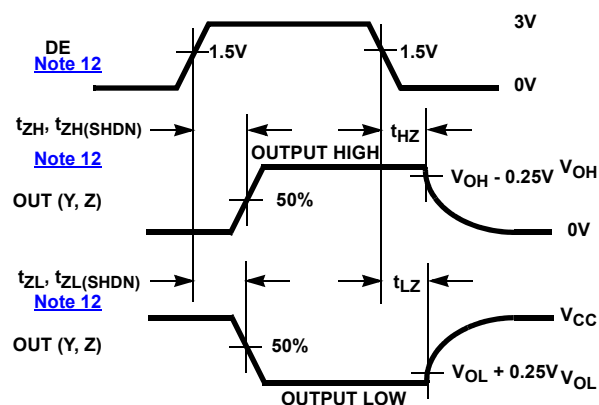 3V
DE
1.5V
1.5V
Note 12
0V
tZH, tZH(SHDN)
tHZ
Note 12
OUTPUT HIGH
VOH - 0.25V
VOH
OUT (Y, Z)
50%
0V
tZL, tZL(SHDN)
tLZ
Note 12
VCC
OUT (Y, Z)
50%
VOL + 0.25V
VOL
OUTPUT LOW